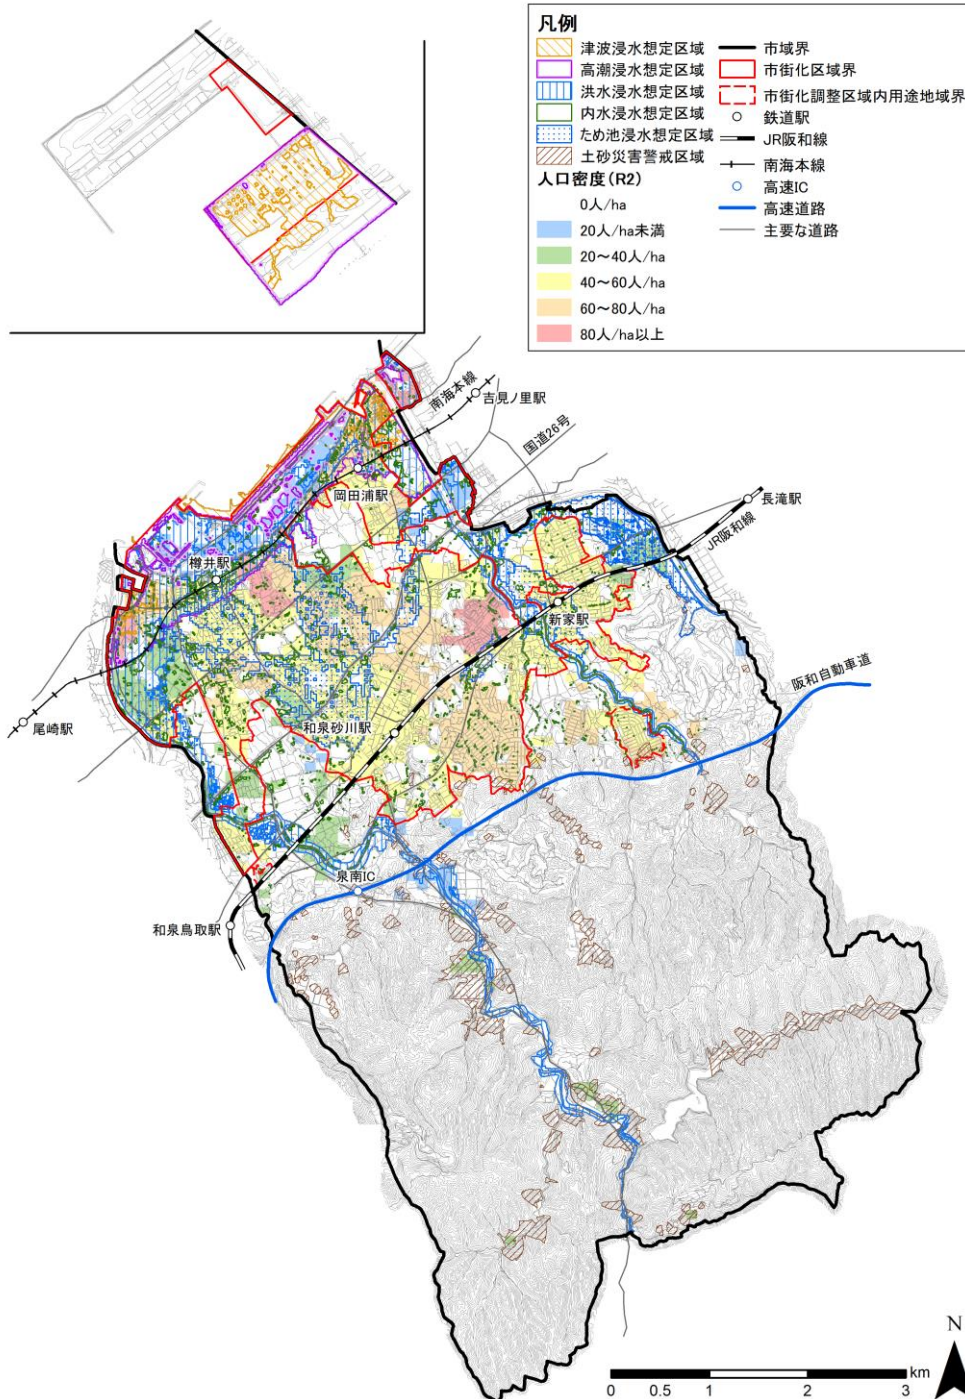 凡例
津波浸水想定区域
高潮浸水想定区域
洪水浸水想定区域
内水浸水想定区域
ため池浸水想定区域
土砂災害警戒区域
人口密度(R2)
0人/ha
20人/ha未満
20～40人/ha
40～60人/ha
60～80人/ha
80人/ha以上
市域界
市街化区域界
市街化調整区域内用途地域界
鉄道駅
JR阪和線
南海本線
高速IC
高速道路
主要な道路
南海本線
吉見ノ里駅
国道26号
岡田浦駅
長滝駅
JR阪和線
樽井駅
新家駅
阪和自動車道
尾崎駅
和泉砂川駅
泉南IC
和泉鳥取駅
N
km
0 0.5 1 2 3